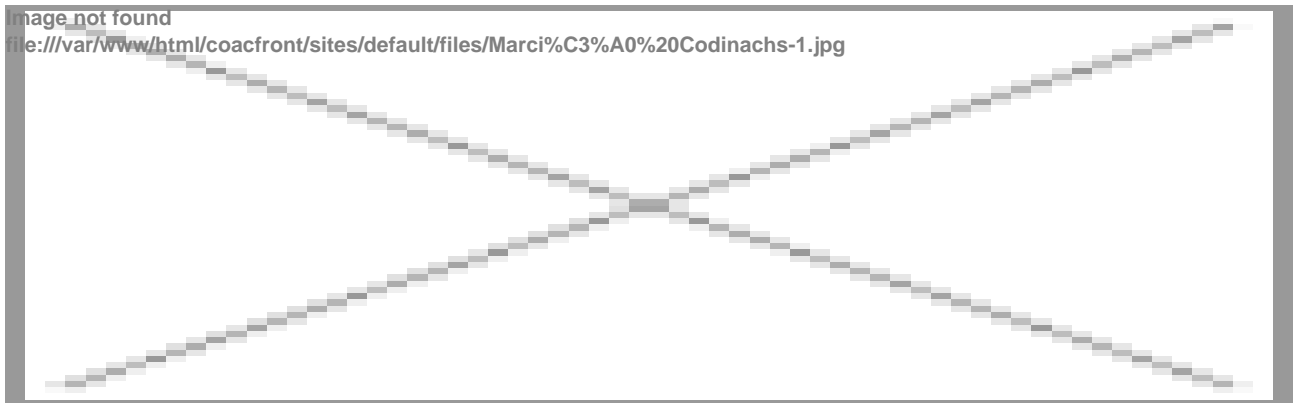 Image not found
file:///var/www/html/coacfront/sites/default/files/Marci%C3%A0%20Codinachs-1.jpg